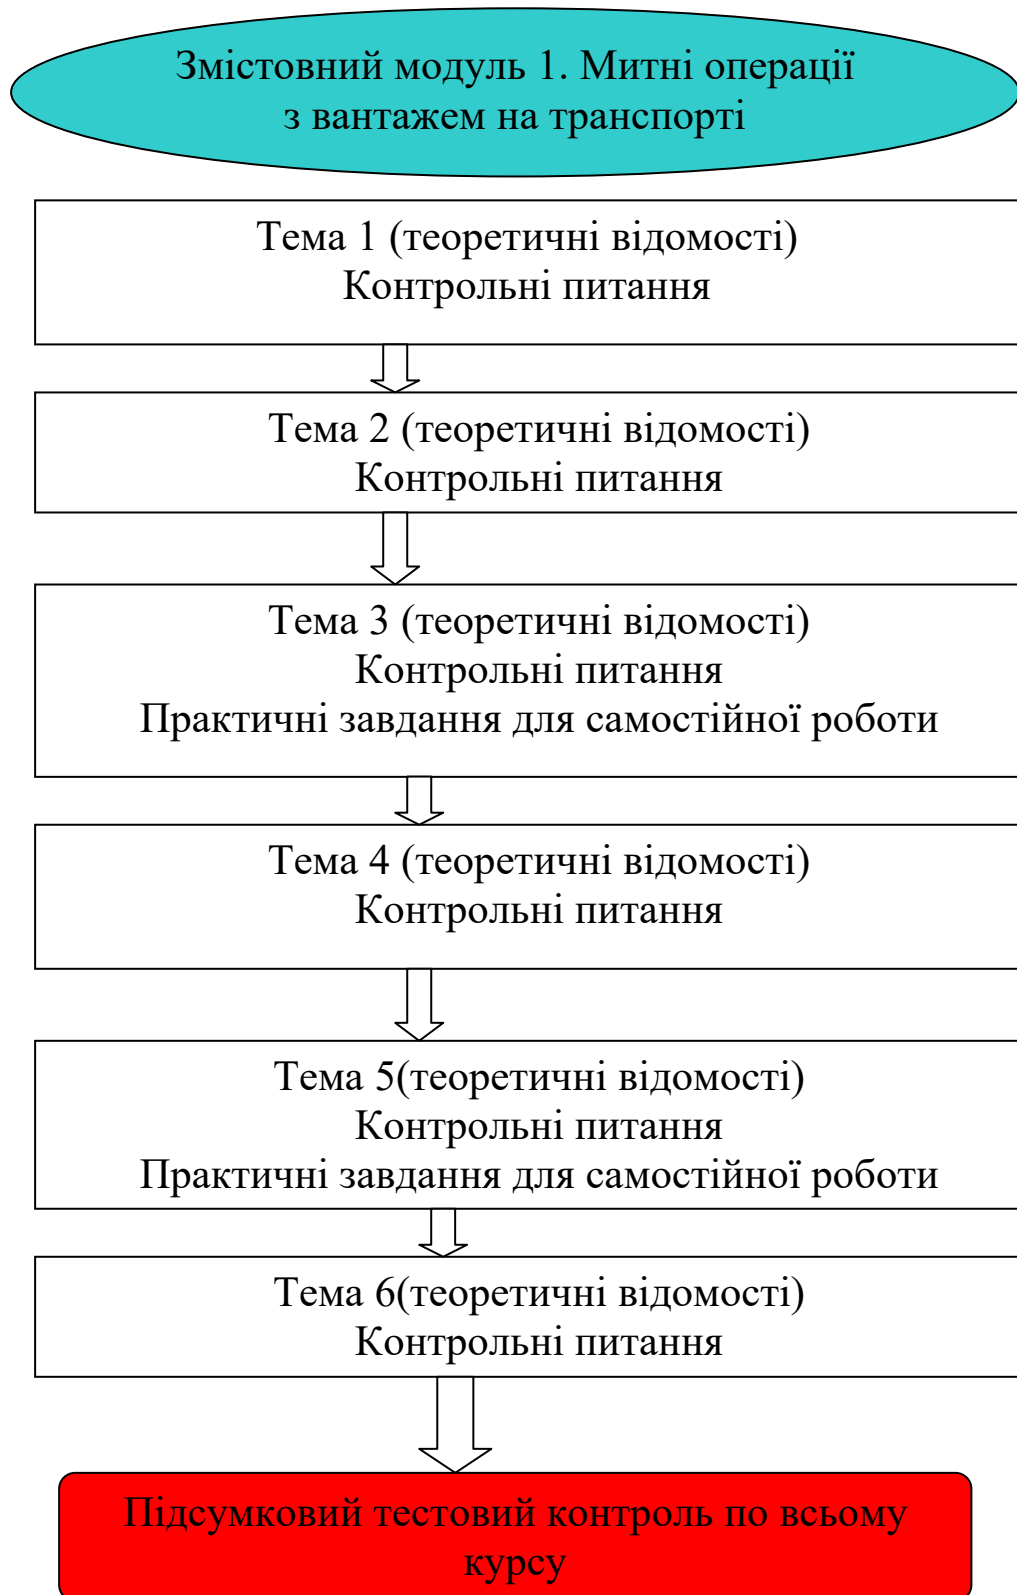 Змістовний модуль 1. Митні операції
з вантажем на транспорті
Тема 1 (теоретичні відомості)
Контрольні питання
Тема 2 (теоретичні відомості)
Контрольні питання
Тема 3 (теоретичні відомості)
Контрольні питання
Практичні завдання для самостійної роботи
Тема 4 (теоретичні відомості)
Контрольні питання
Тема 5(теоретичні відомості)
Контрольні питання
Практичні завдання для самостійної роботи
Тема 6(теоретичні відомості)
Контрольні питання
Підсумковий тестовий контроль по всьому
курсу